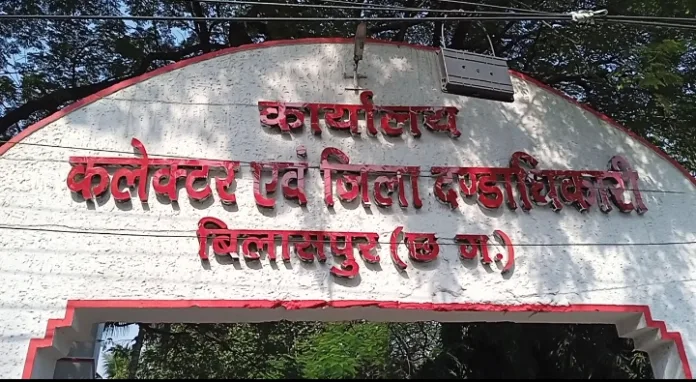 कार्यालय
कलेक्टर एवं जिला दण्डाधिकारी
बिलासपुर (छ ग.)